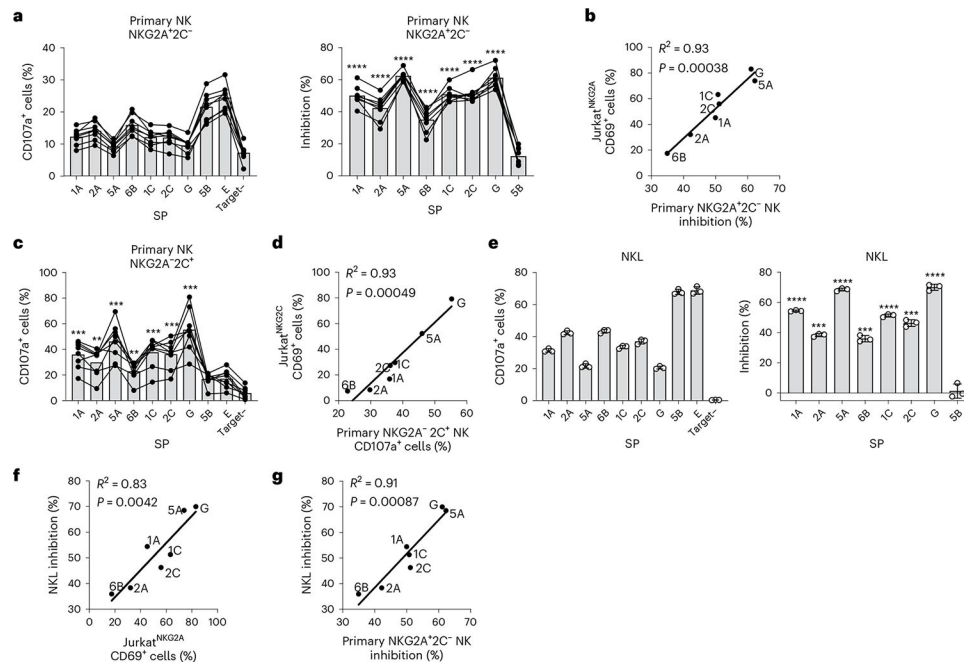 a
Primary NK
NKG2A⁺2C⁻
CD107a⁺ cells (%)
40
30
20
10
0
1A 2A 5A 6B 1C 2C G 5B E Target–
SP
Primary NK
NKG2A⁺2C⁻
Inhibition (%)
80
60
40
20
0
**** **** **** **** **** **** ****
1A 2A 5A 6B 1C 2C G 5B
SP
b
Jurkat^NKG2A
CD69⁺ cells (%)
100
80
60
40
20
0
R² = 0.93
P = 0.00038
G
5A
1C
2C
1A
2A
6B
30 40 50 60 70
Primary NKG2A⁺2C⁻ NK
inhibition (%)
c
Primary NK
NKG2A⁻2C⁺
CD107a⁺ cells (%)
100
80
60
40
20
0
*** ** *** ** *** *** ***
1A 2A 5A 6B 1C 2C G 5B E Target–
SP
d
Jurkat^NKG2C
CD69⁺ cells (%)
100
80
60
40
20
0
R² = 0.93
P = 0.00049
G
5A
2C 1C
1A
6B 2A
20 30 40 50 60
Primary NKG2A⁻ 2C⁺ NK
CD107a⁺ cells (%)
e
NKL
CD107a⁺ cells (%)
80
60
40
20
0
1A 2A 5A 6B 1C 2C G 5B E Target–
SP
NKL
Inhibition (%)
80
60
40
20
0
**** *** **** *** **** *** ****
1A 2A 5A 6B 1C 2C G 5B
SP
f
NKL inhibition (%)
80
70
60
50
40
30
R² = 0.83
P = 0.0042
5A G
1A
1C
2C
6B 2A
0 20 40 60 80 100
Jurkat^NKG2A
CD69⁺ cells (%)
g
NKL inhibition (%)
80
70
60
50
40
30
R² = 0.91
P = 0.00087
G
5A
1A
1C
2C
6B 2A
30 40 50 60 70
Primary NKG2A⁺2C⁻ NK
inhibition (%)